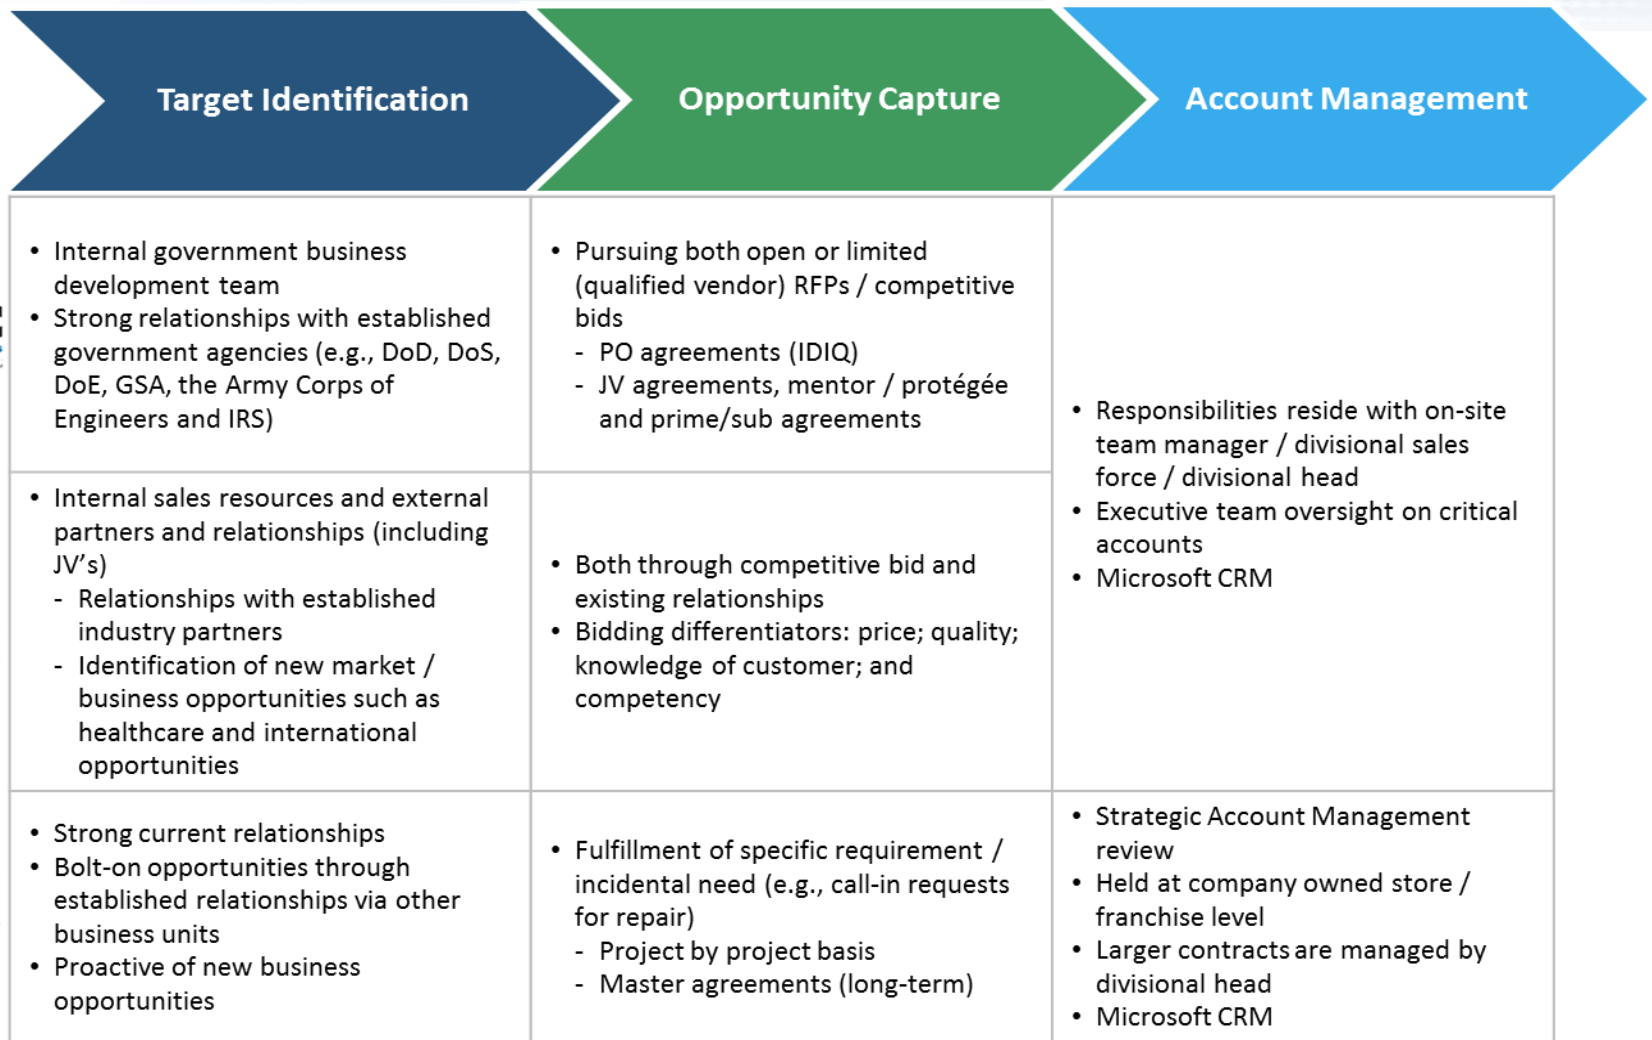 Target Identification
Opportunity Capture
Account Management
• Internal government business
development team
• Strong relationships with established
government agencies (e.g., DoD, DoS,
DoE, GSA, the Army Corps of
Engineers and IRS)
• Pursuing both open or limited
(qualified vendor) RFPs / competitive
bids
- PO agreements (IDIQ)
- JV agreements, mentor / protégée
and prime/sub agreements
• Responsibilities reside with on-site
team manager / divisional sales
force / divisional head
• Executive team oversight on critical
accounts
• Microsoft CRM
• Internal sales resources and external
partners and relationships (including
JV’s)
- Relationships with established
industry partners
- Identification of new market /
business opportunities such as
healthcare and international
opportunities
• Both through competitive bid and
existing relationships
• Bidding differentiators: price; quality;
knowledge of customer; and
competency
• Strong current relationships
• Bolt-on opportunities through
established relationships via other
business units
• Proactive of new business
opportunities
• Fulfillment of specific requirement /
incidental need (e.g., call-in requests
for repair)
- Project by project basis
- Master agreements (long-term)
• Strategic Account Management
review
• Held at company owned store /
franchise level
• Larger contracts are managed by
divisional head
• Microsoft CRM